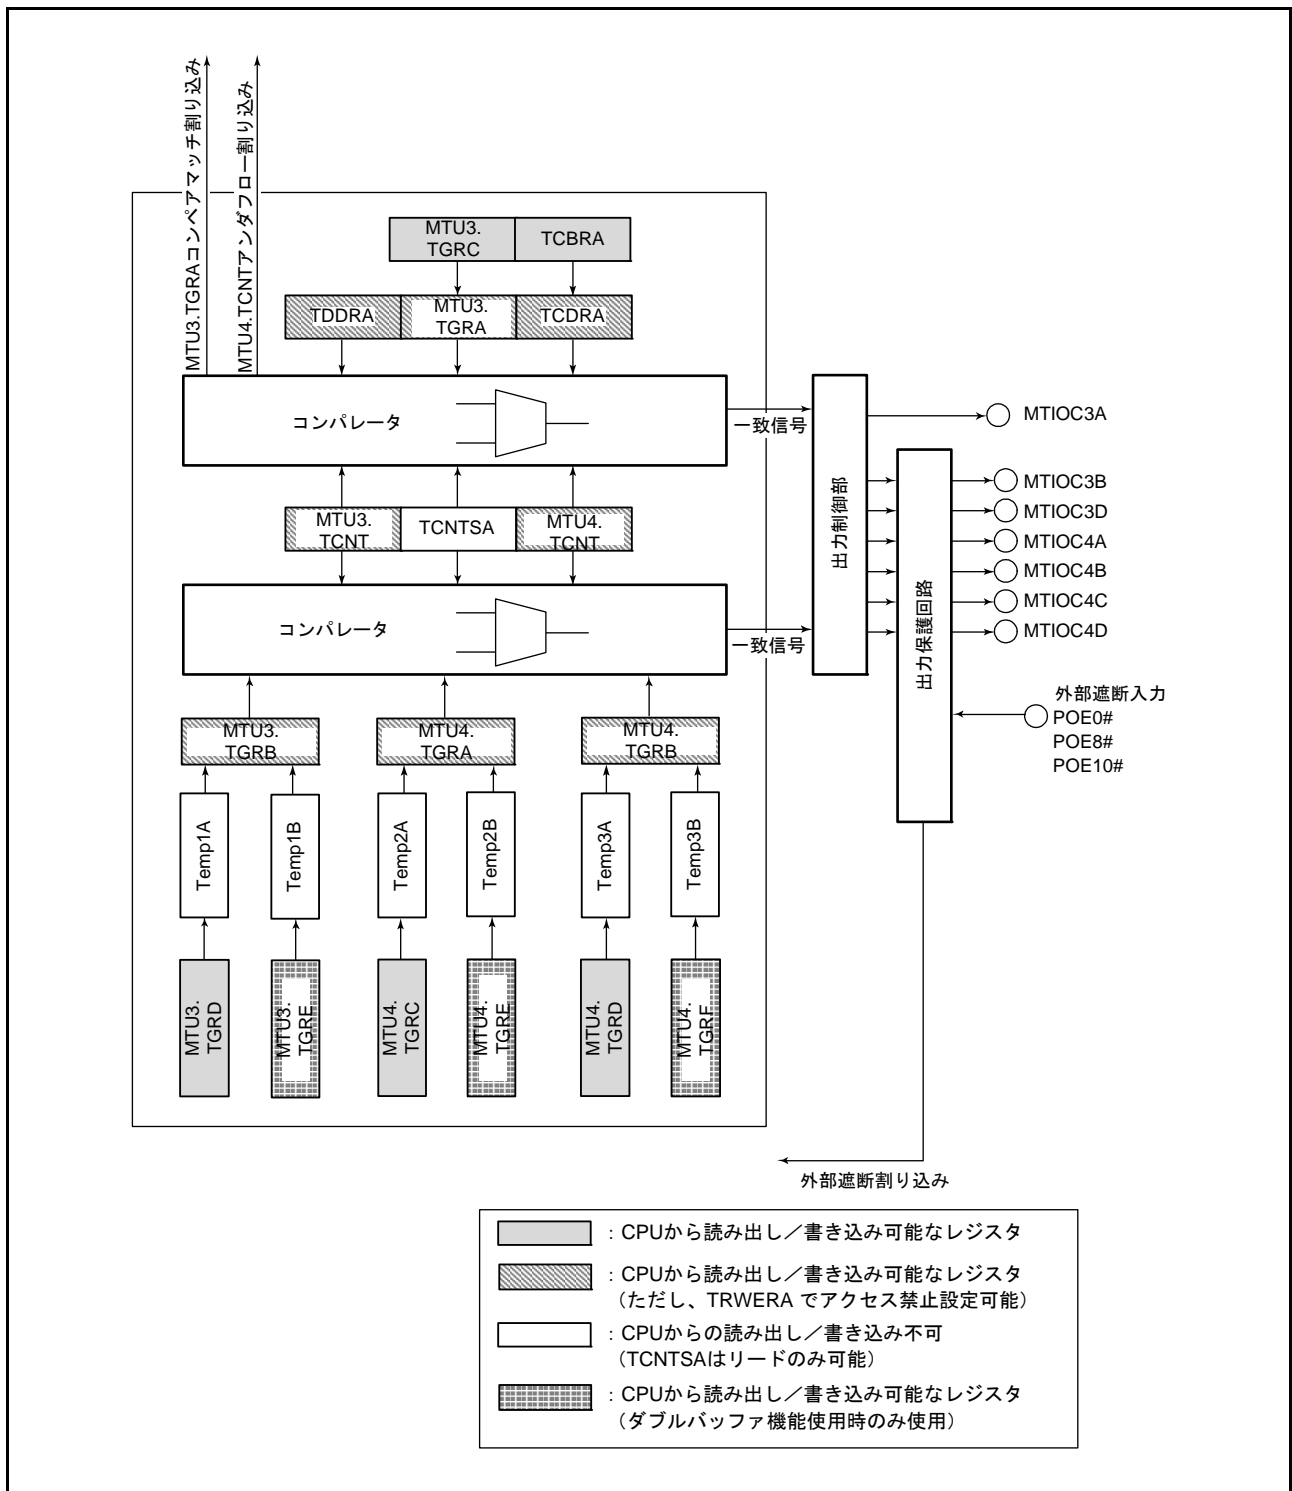 MTU3.TGRAコンペアマッチ割り込み
MTU4.TCNTアンダフロー割り込み
MTU3.
TGRC
TCBRA
TDDRA
MTU3.
TGRA
TCDRA
コンパレータ
一致信号
MTU3.
TCNT
TCNTSA
MTU4.
TCNT
コンパレータ
一致信号
出力制御部
出力保護回路
MTIOC3A
MTIOC3B
MTIOC3D
MTIOC4A
MTIOC4B
MTIOC4C
MTIOC4D
外部遮断入力
POE0#
POE8#
POE10#
MTU3.
TGRB
MTU4.
TGRA
MTU4.
TGRB
Temp1A
Temp1B
Temp2A
Temp2B
Temp3A
Temp3B
MTU3.
TGRD
MTU3.
TGRE
MTU4.
TGRC
MTU4.
TGRE
MTU4.
TGRD
MTU4.
TGRF
外部遮断割り込み
：CPUから読み出し／書き込み可能なレジスタ
：CPUから読み出し／書き込み可能なレジスタ
（ただし、TRWERA でアクセス禁止設定可能）
：CPUからの読み出し／書き込み不可
（TCNTSAはリードのみ可能）
：CPUから読み出し／書き込み可能なレジスタ
（ダブルバッファ機能使用時のみ使用）